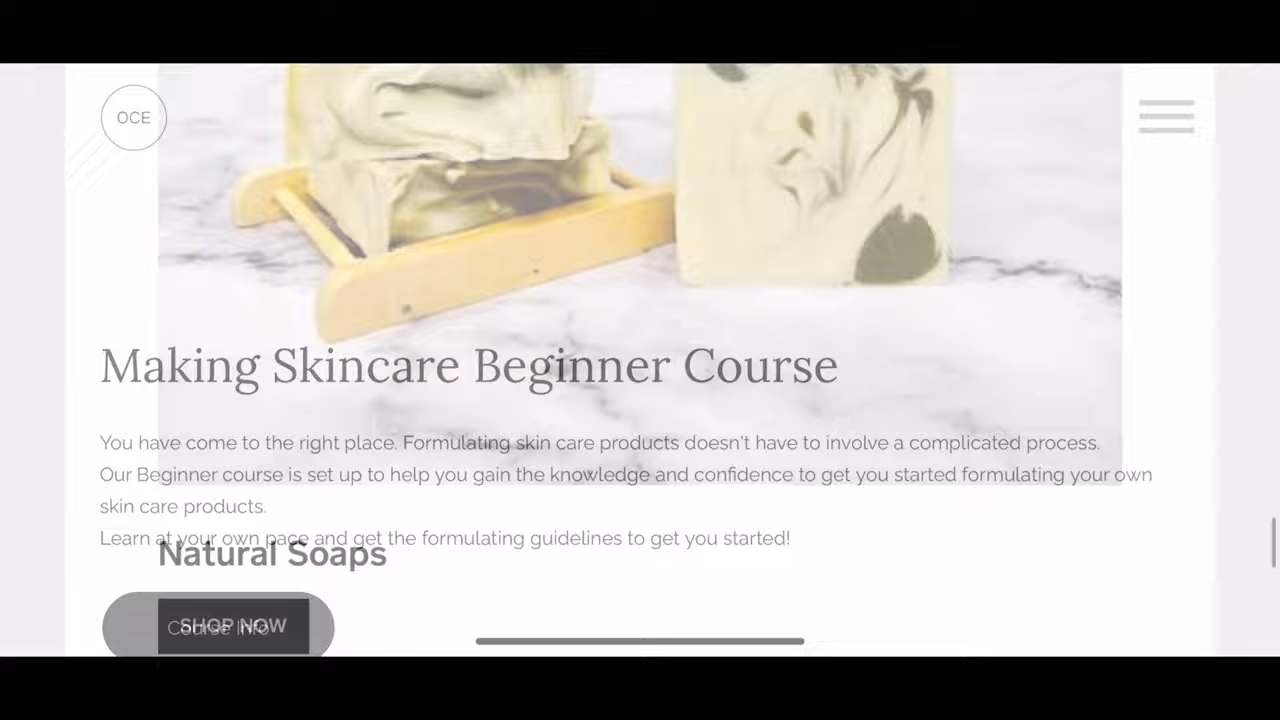 OCE
Making Skincare Beginner Course
You have come to the right place. Formulating skin care products doesn't have to involve a complicated process.
Our Beginner course is set up to help you gain the knowledge and confidence to get you started formulating your own
skin care products.
Learn at your own pace and get the formulating guidelines to get you started!
Natural Soaps
SHOP NOW
Course Info